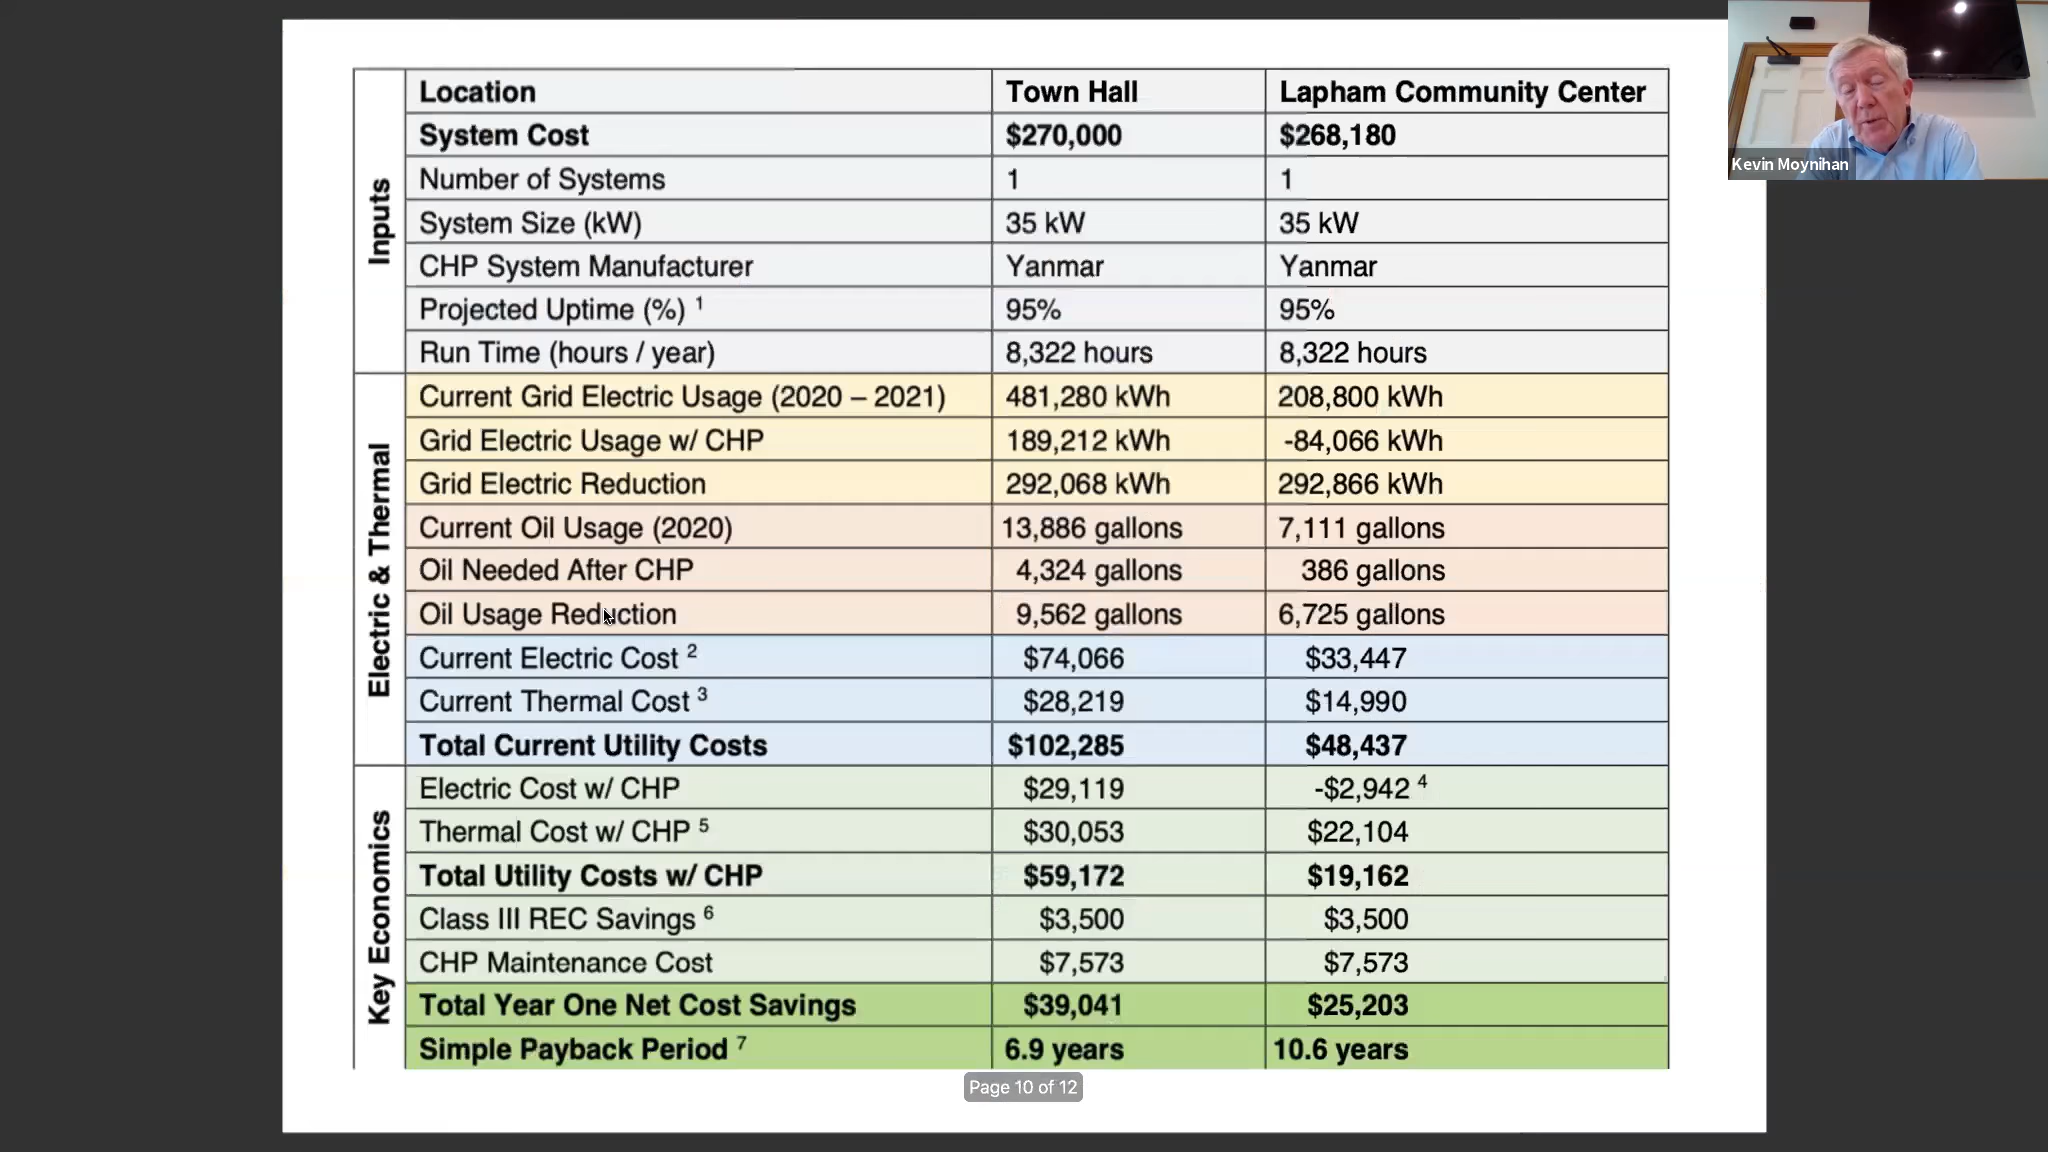 Inputs
Location Town Hall Lapham Community Center
System Cost $270,000 $268,180
Number of Systems 1 1
System Size (kW) 35 kW 35 kW
CHP System Manufacturer Yanmar Yanmar
Projected Uptime (%) 1 95% 95%
Run Time (hours / year) 8,322 hours 8,322 hours
Electric & Thermal
Current Grid Electric Usage (2020 – 2021) 481,280 kWh 208,800 kWh
Grid Electric Usage w/ CHP 189,212 kWh -84,066 kWh
Grid Electric Reduction 292,068 kWh 292,866 kWh
Current Oil Usage (2020) 13,886 gallons 7,111 gallons
Oil Needed After CHP 4,324 gallons 386 gallons
Oil Usage Reduction 9,562 gallons 6,725 gallons
Current Electric Cost 2 $74,066 $33,447
Current Thermal Cost 3 $28,219 $14,990
Total Current Utility Costs $102,285 $48,437
Key Economics
Electric Cost w/ CHP $29,119 -$2,942 4
Thermal Cost w/ CHP 5 $30,053 $22,104
Total Utility Costs w/ CHP $59,172 $19,162
Class III REC Savings 6 $3,500 $3,500
CHP Maintenance Cost $7,573 $7,573
Total Year One Net Cost Savings $39,041 $25,203
Simple Payback Period 7 6.9 years 10.6 years
Page 10 of 12
Kevin Moynihan